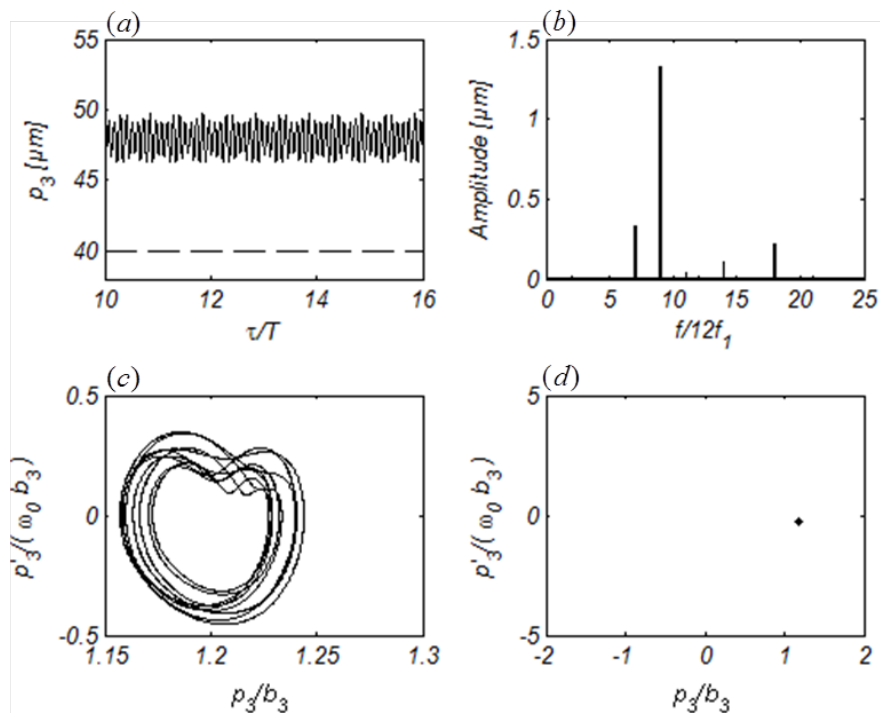 (a)
55
50
45
40
p3 [μm]
10 12 14 16
τ/T
(b)
1.5
1
0.5
0
Amplitude [μm]
0 5 10 15 20 25
f/12f1
(c)
0.5
0
-0.5
p'3/( ω0 b3 )
1.15 1.2 1.25 1.3
p3/b3
(d)
5
0
-5
p'3/( ω0 b3 )
-2 -1 0 1 2
p3/b3